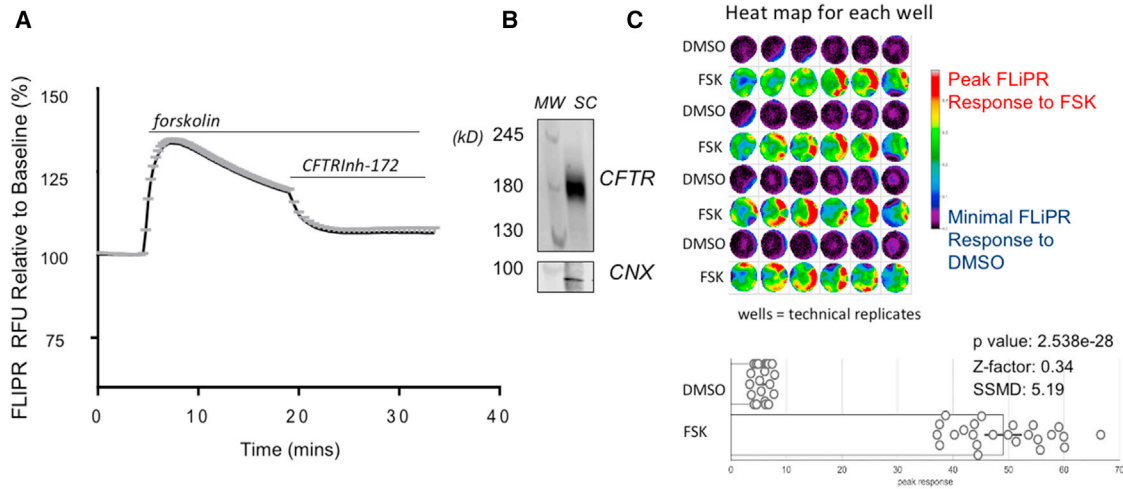 A
150
125
100
75
FLIPR RFU Relative to Baseline (%)
forskolin
CFTRInh-172
0
10
20
30
40
Time (mins)
B
MW SC
(kD)
245
180
130
100
CFTR
CNX
C
Heat map for each well
DMSO
FSK
DMSO
FSK
DMSO
FSK
DMSO
FSK
Peak FLiPR
Response to FSK
Minimal FLiPR
Response to
DMSO
wells = technical replicates
p value: 2.538e-28
Z-factor: 0.34
SSMD: 5.19
DMSO
FSK
0
10
20
30
40
50
60
70
peak response